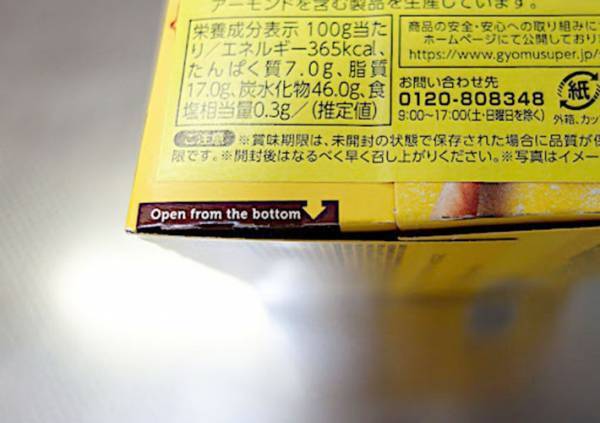 アーモンドを含む製品を生産しています。
栄養成分表示 100g当た
り/エネルギー365kcal、
たんぱく質7.0g、脂質
17.0g、炭水化物46.0g、食
塩相当量0.3g/(推定値)
商品の安全・安心への取り組みに
ホームページにて公開しており
https://www.gyomusuper.jp/
お問い合わせ先
0120-808348
9:00~17:00(土・日曜日を除く)
紙
外箱、カッ
ご注意 ※賞味期限は、未開封の状態で保存された場合に品質が保
限です。※開封後はなるべく早く召し上がりください。※写真はイメー
Open from the bottom